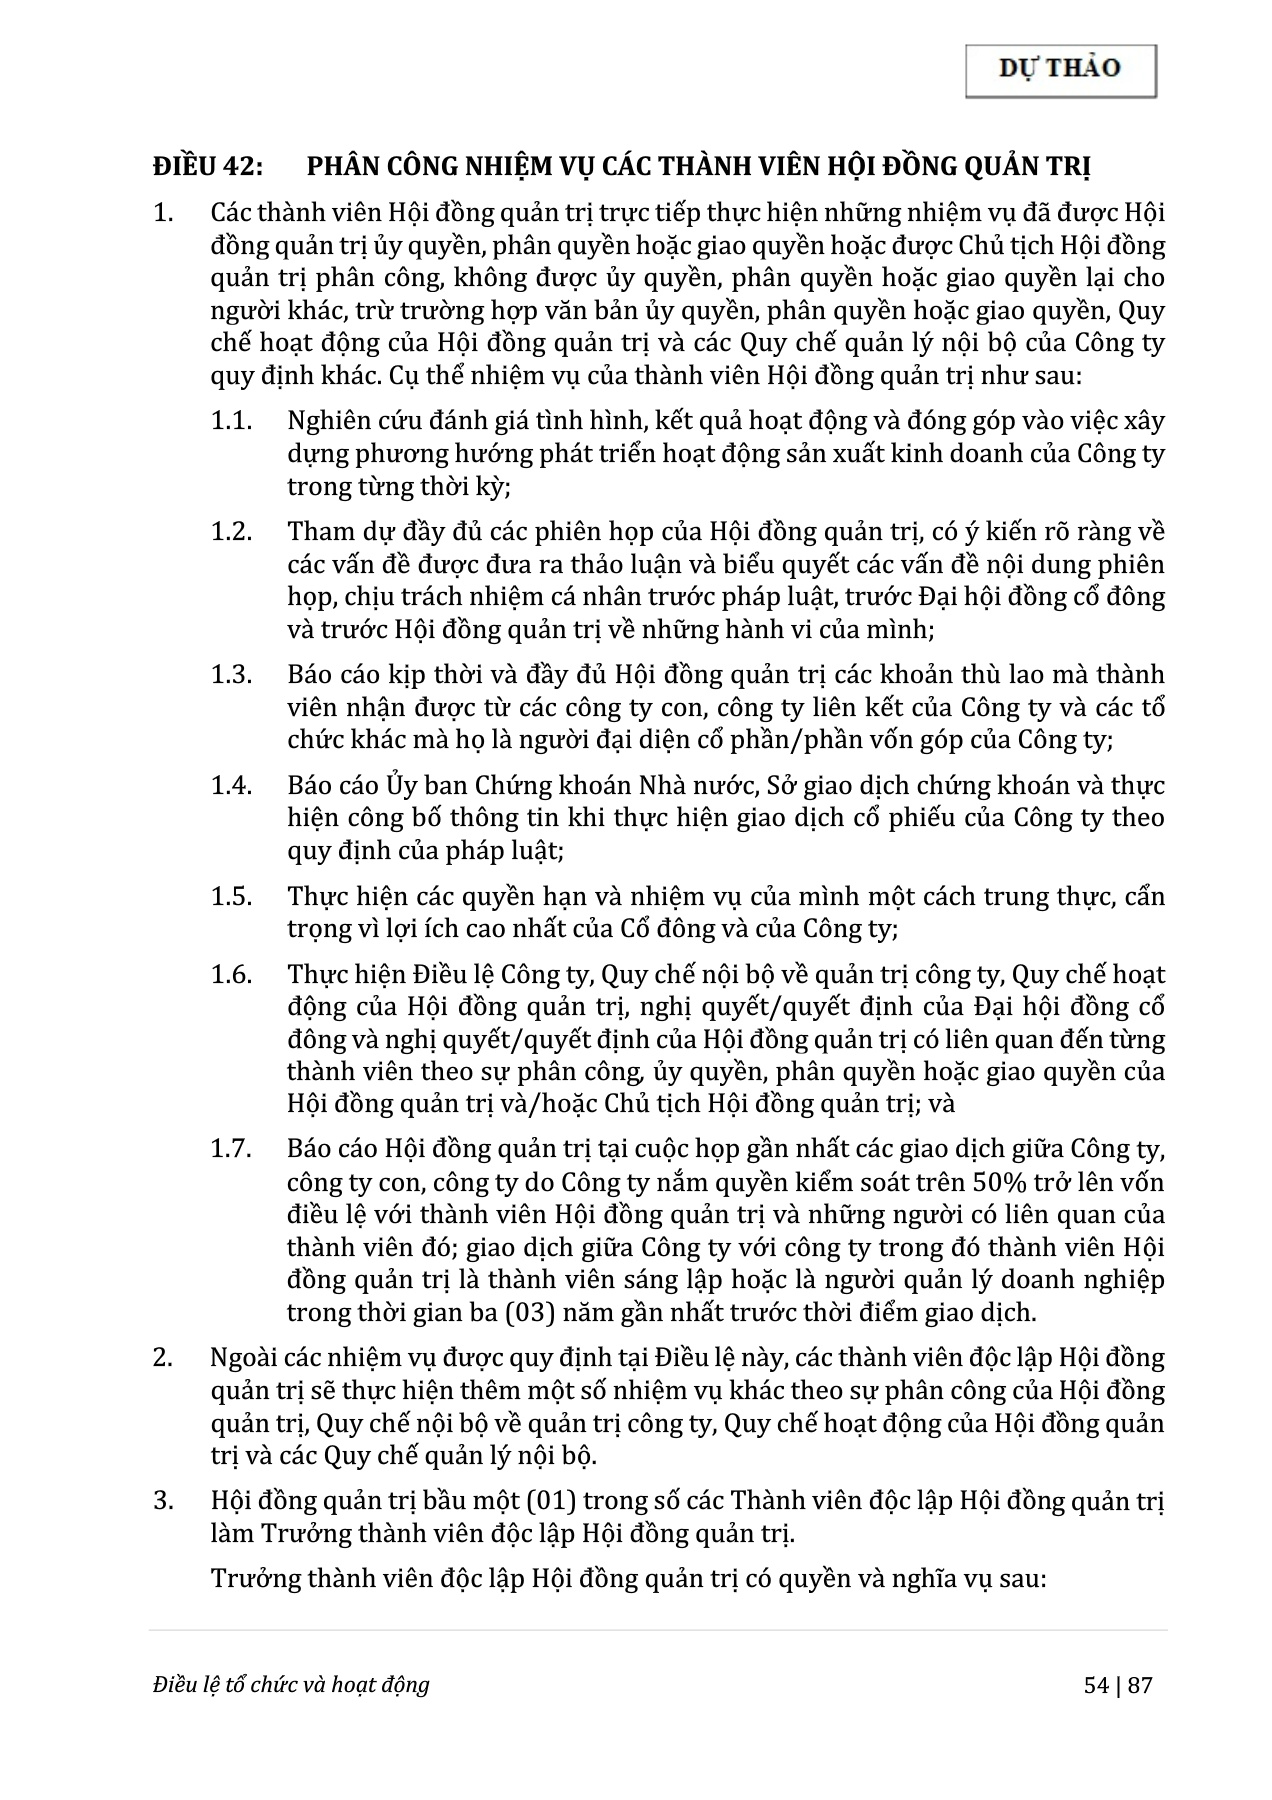 DỰ THẢO
ĐIỀU 42: PHÂN CÔNG NHIỆM VỤ CÁC THÀNH VIÊN HỘI ĐỒNG QUẢN TRỊ
1. Các thành viên Hội đồng quản trị trực tiếp thực hiện những nhiệm vụ đã được Hội
đồng quản trị ủy quyền, phân quyền hoặc giao quyền hoặc được Chủ tịch Hội đồng
quản trị phân công, không được ủy quyền, phân quyền hoặc giao quyền lại cho
người khác, trừ trường hợp văn bản ủy quyền, phân quyền hoặc giao quyền, Quy
chế hoạt động của Hội đồng quản trị và các Quy chế quản lý nội bộ của Công ty
quy định khác. Cụ thể nhiệm vụ của thành viên Hội đồng quản trị như sau:
1.1. Nghiên cứu đánh giá tình hình, kết quả hoạt động và đóng góp vào việc xây
dựng phương hướng phát triển hoạt động sản xuất kinh doanh của Công ty
trong từng thời kỳ;
1.2. Tham dự đầy đủ các phiên họp của Hội đồng quản trị, có ý kiến rõ ràng về
các vấn đề được đưa ra thảo luận và biểu quyết các vấn đề nội dung phiên
họp, chịu trách nhiệm cá nhân trước pháp luật, trước Đại hội đồng cổ đông
và trước Hội đồng quản trị về những hành vi của mình;
1.3. Báo cáo kịp thời và đầy đủ Hội đồng quản trị các khoản thù lao mà thành
viên nhận được từ các công ty con, công ty liên kết của Công ty và các tổ
chức khác mà họ là người đại diện cổ phần/phần vốn góp của Công ty;
1.4. Báo cáo Ủy ban Chứng khoán Nhà nước, Sở giao dịch chứng khoán và thực
hiện công bố thông tin khi thực hiện giao dịch cổ phiếu của Công ty theo
quy định của pháp luật;
1.5. Thực hiện các quyền hạn và nhiệm vụ của mình một cách trung thực, cẩn
trọng vì lợi ích cao nhất của Cổ đông và của Công ty;
1.6. Thực hiện Điều lệ Công ty, Quy chế nội bộ về quản trị công ty, Quy chế hoạt
động của Hội đồng quản trị, nghị quyết/quyết định của Đại hội đồng cổ
đông và nghị quyết/quyết định của Hội đồng quản trị có liên quan đến từng
thành viên theo sự phân công, ủy quyền, phân quyền hoặc giao quyền của
Hội đồng quản trị và/hoặc Chủ tịch Hội đồng quản trị; và
1.7. Báo cáo Hội đồng quản trị tại cuộc họp gần nhất các giao dịch giữa Công ty,
công ty con, công ty do Công ty nắm quyền kiểm soát trên 50% trở lên vốn
điều lệ với thành viên Hội đồng quản trị và những người có liên quan của
thành viên đó; giao dịch giữa Công ty với công ty trong đó thành viên Hội
đồng quản trị là thành viên sáng lập hoặc là người quản lý doanh nghiệp
trong thời gian ba (03) năm gần nhất trước thời điểm giao dịch.
2. Ngoài các nhiệm vụ được quy định tại Điều lệ này, các thành viên độc lập Hội đồng
quản trị sẽ thực hiện thêm một số nhiệm vụ khác theo sự phân công của Hội đồng
quản trị, Quy chế nội bộ về quản trị công ty, Quy chế hoạt động của Hội đồng quản
trị và các Quy chế quản lý nội bộ.
3. Hội đồng quản trị bầu một (01) trong số các Thành viên độc lập Hội đồng quản trị
làm Trưởng thành viên độc lập Hội đồng quản trị.
Trưởng thành viên độc lập Hội đồng quản trị có quyền và nghĩa vụ sau:
Điều lệ tổ chức và hoạt động
54 | 87